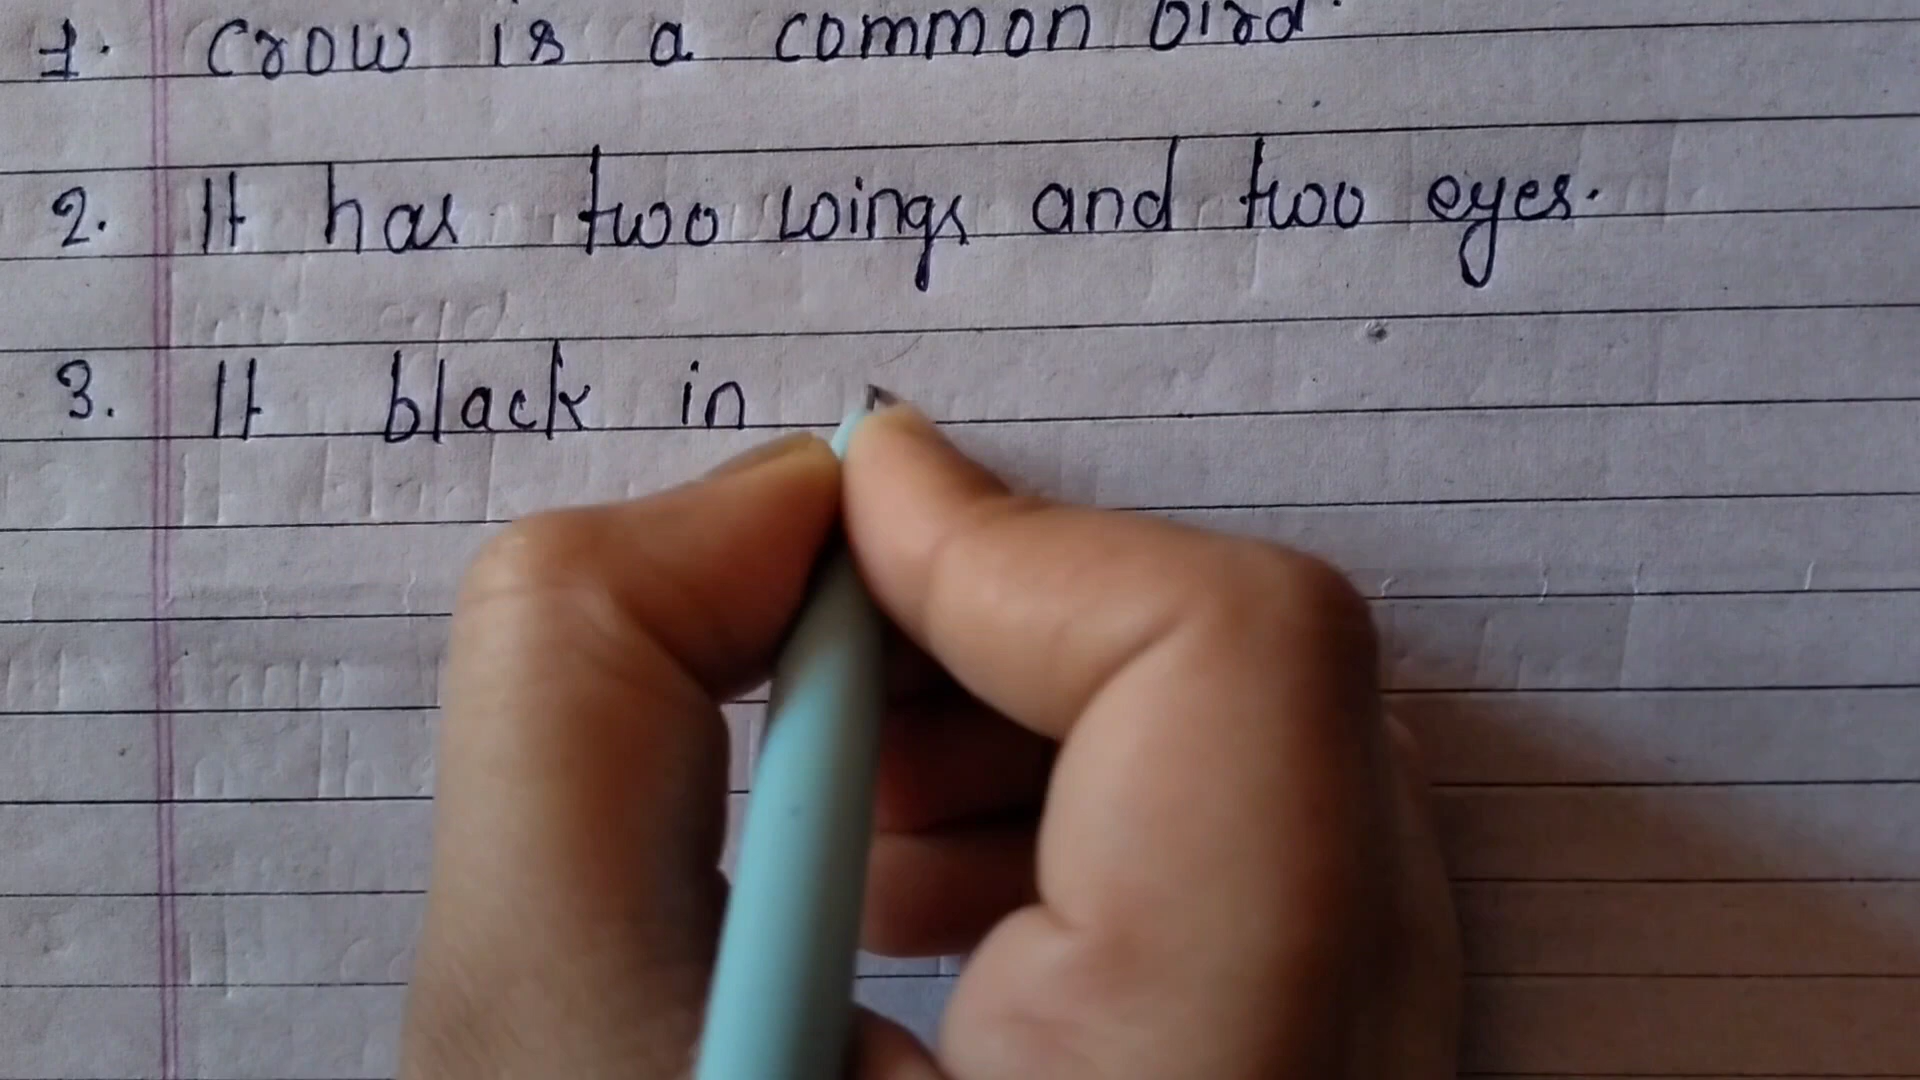 1. Crow is a common bird.
2. It has two wings and two eyes.
3. It black in